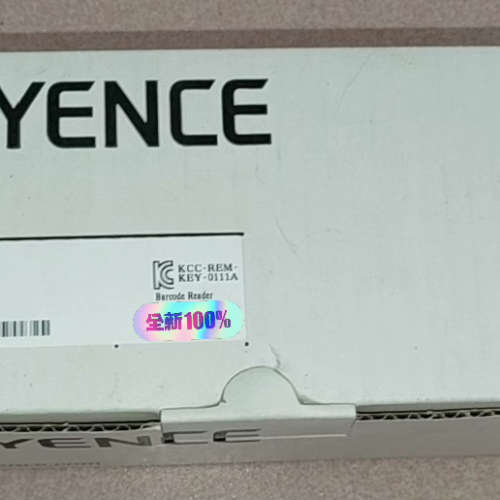 YENCE
KCC-REM-
KEY-0111A
Barcode Reader
全新100%
YENCE